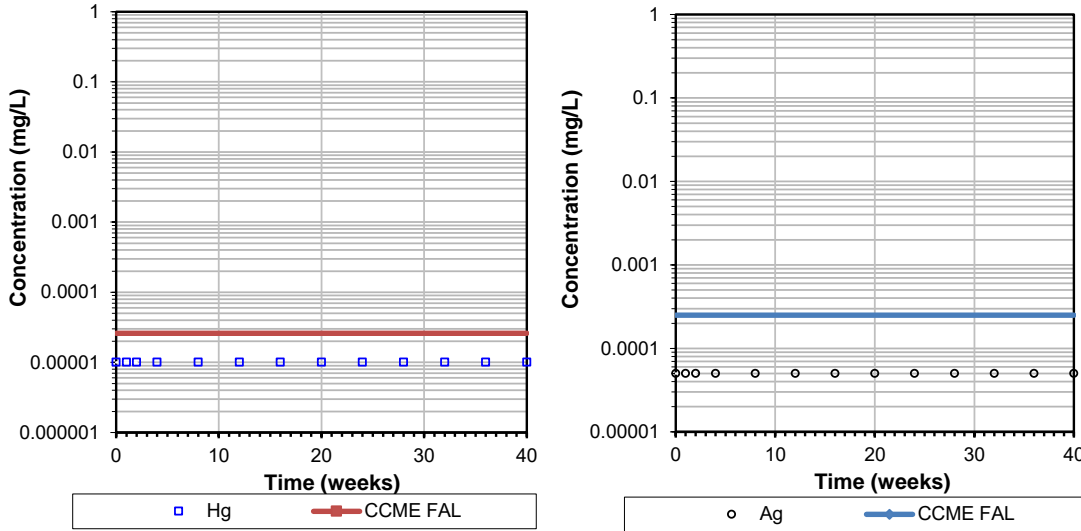 Concentration (mg/L)
1
0.1
0.01
0.001
0.0001
0.00001
0.000001
0 10 20 30 40
Time (weeks)
Hg CCME FAL
Concentration (mg/L)
1
0.1
0.01
0.001
0.0001
0.00001
0 10 20 30 40
Time (weeks)
Ag CCME FAL